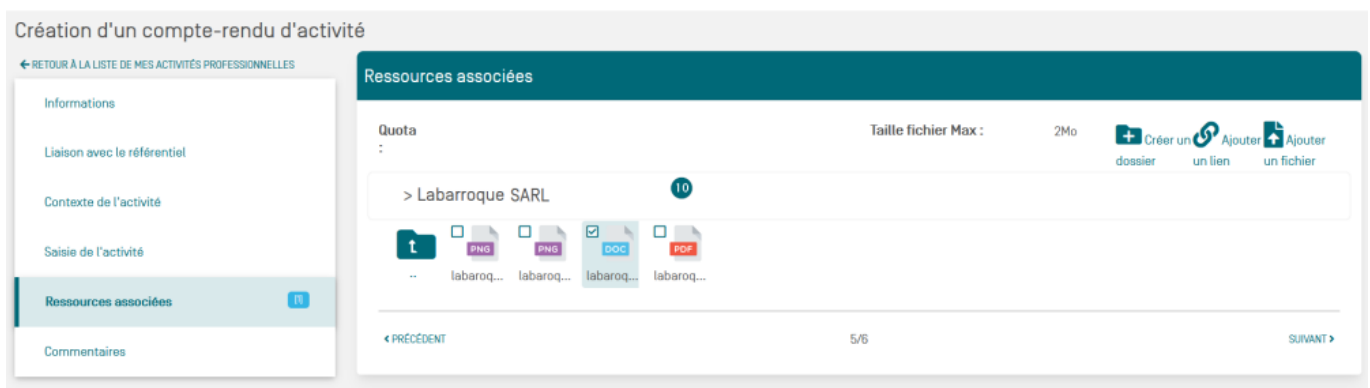 Création d'un compte-rendu d'activité
RETOUR À LA LISTE DE MES ACTIVITÉS PROFESSIONNELLES
Informations
Liaison avec le référentiel
Contexte de l'activité
Saisie de l'activité
Ressources associées
Commentaires
Ressources associées
Quota
:
Taille fichier Max :
2Mo
Créer un dossier
Ajouter un lien
Ajouter un fichier
> Labarroque SARL
10
PNG
PNG
DOC
PDF
..
labaroq...
labaroq...
labaroq...
labaroq...
PRÉCÉDENT
5/6
SUIVANT